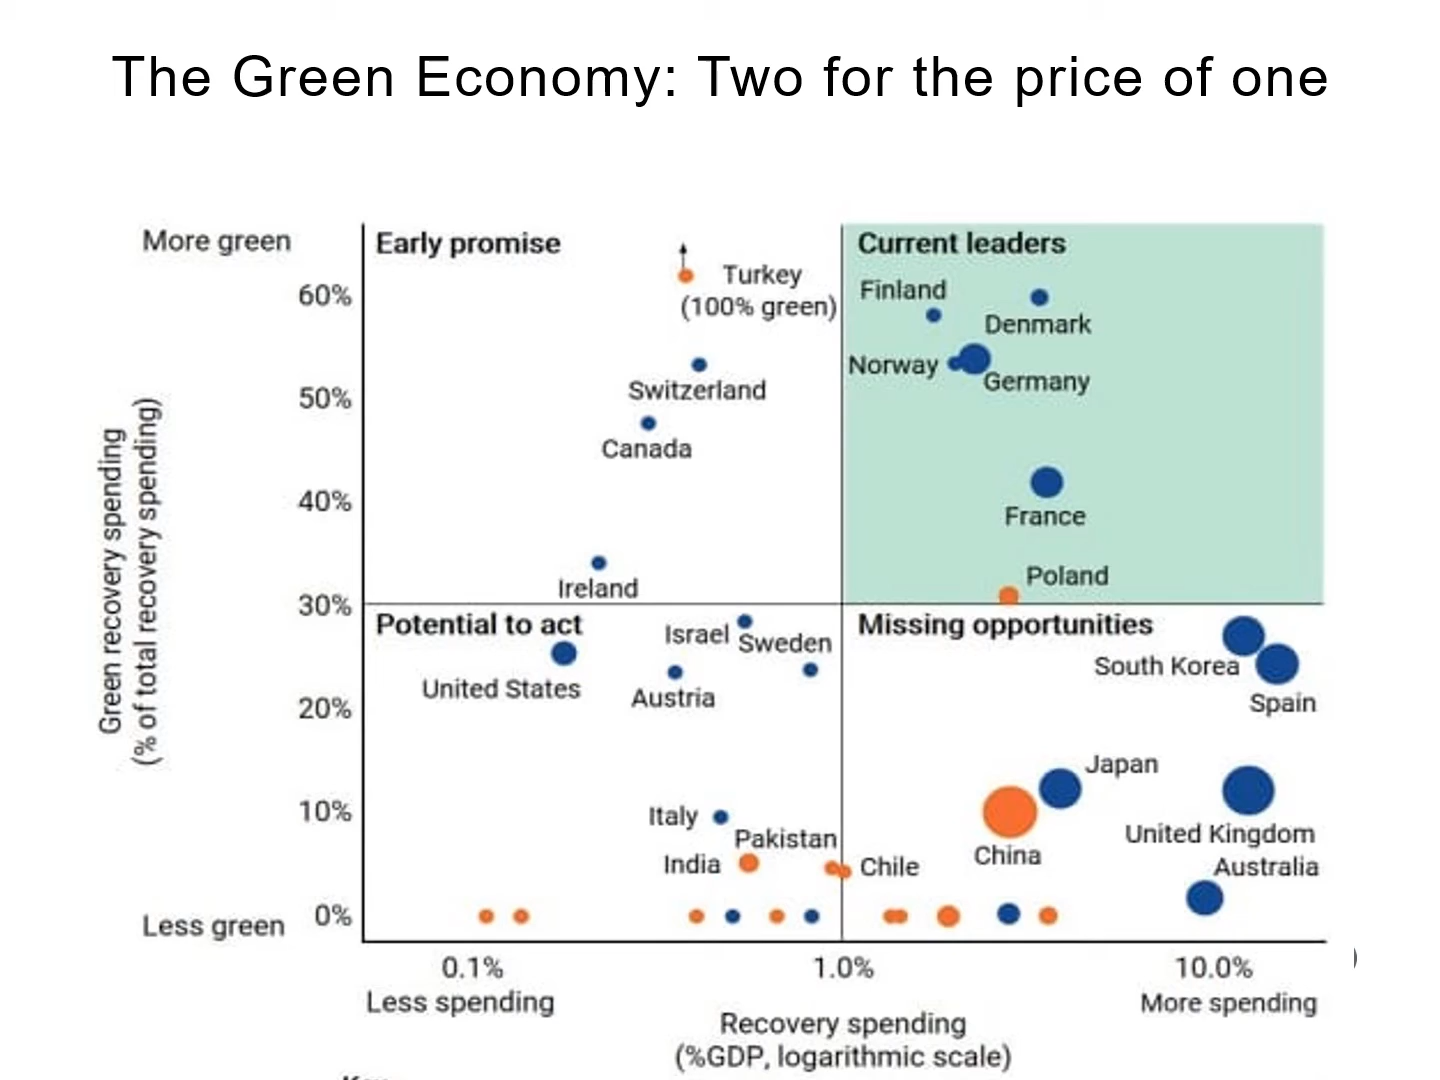 The Green Economy: Two for the price of one
More green
Early promise
Current leaders
Turkey
(100% green)
Finland
60%
Denmark
Norway
Germany
Switzerland
50%
Canada
40%
France
Ireland
Poland
30%
Green recovery spending
(% of total recovery spending)
Potential to act
Missing opportunities
Israel
Sweden
United States
Austria
South Korea
Spain
20%
Japan
10%
Italy
Pakistan
India
Chile
China
United Kingdom
Australia
0%
Less green
0.1%
1.0%
10.0%
Less spending
More spending
Recovery spending
(%GDP, logarithmic scale)